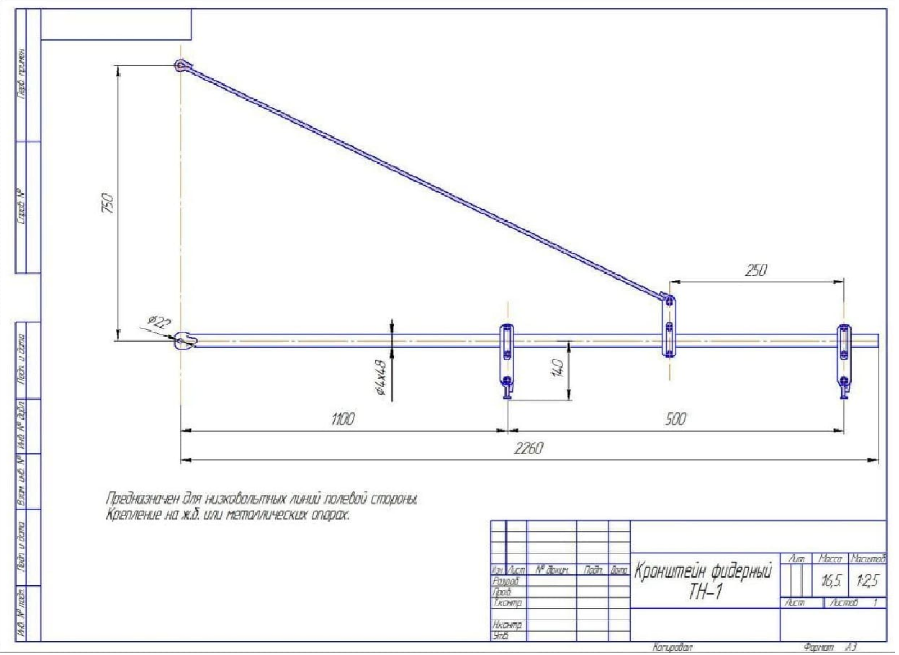 Перв. примен.
Справ. №
Подп. и дата
Инв. № дубл.
Взам. инв. №
Подп. и дата
Инв. № подл.
750
250
Ø22
Ø4х48
140
1100
500
2260
Предназначен для низковольтных линий полевой стороны.
Крепление на ж.б. или металлических опарах.
Изм. Лист № докум. Подп. Дата
Разраб.
Пров.
Т.контр.
Н.контр.
Утв.
Кронштейн фидерный
ТН-1
Лит. Масса Масштаб
16,5. 1:2,5
Лист Листов 1
Копировал Формат А3